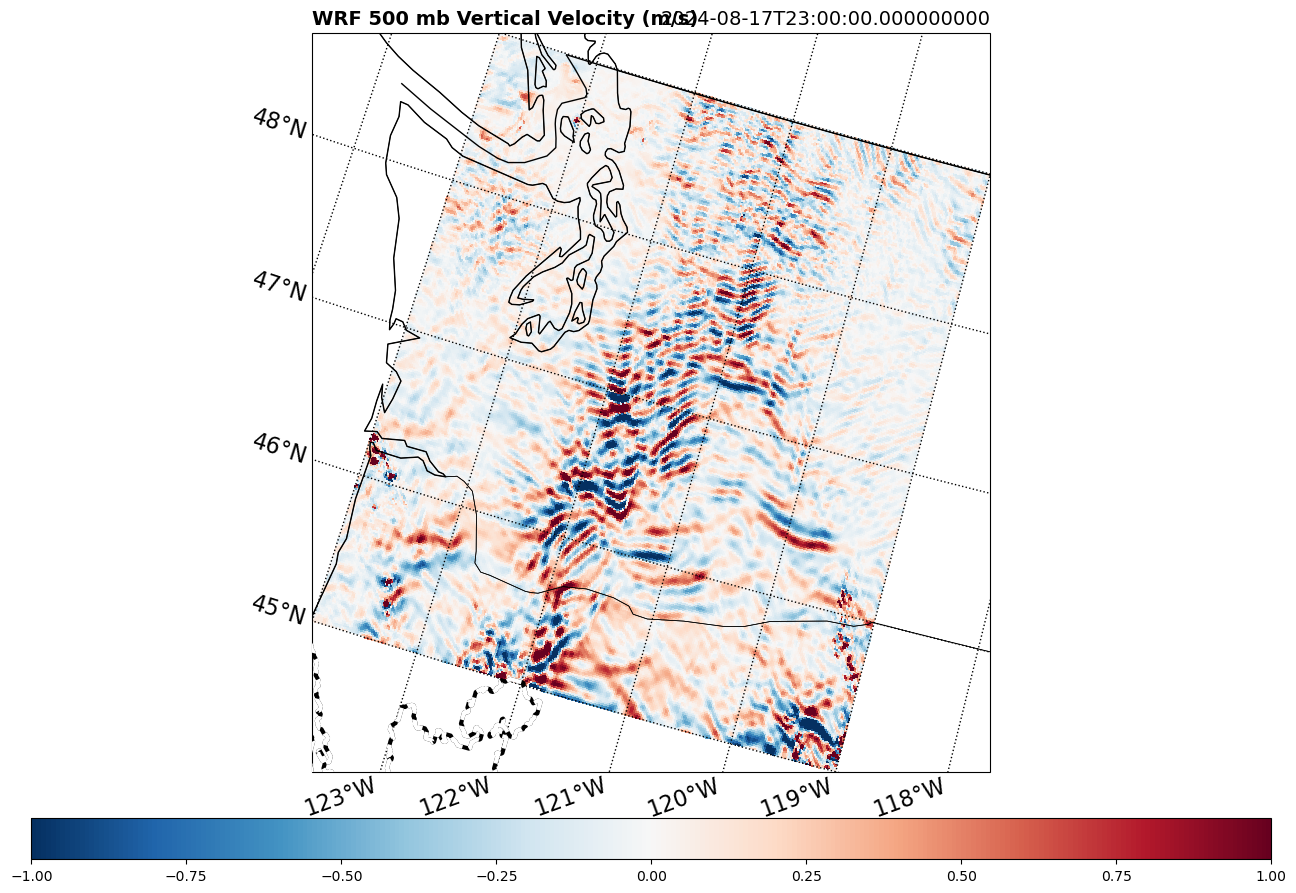 WRF 500 mb Vertical Velocity (m/s)
2024-08-17T23:00:00.000000000
48°N
47°N
46°N
45°N
123°W 122°W 121°W 120°W 119°W 118°W
−1.00 −0.75 −0.50 −0.25 0.00 0.25 0.50 0.75 1.00